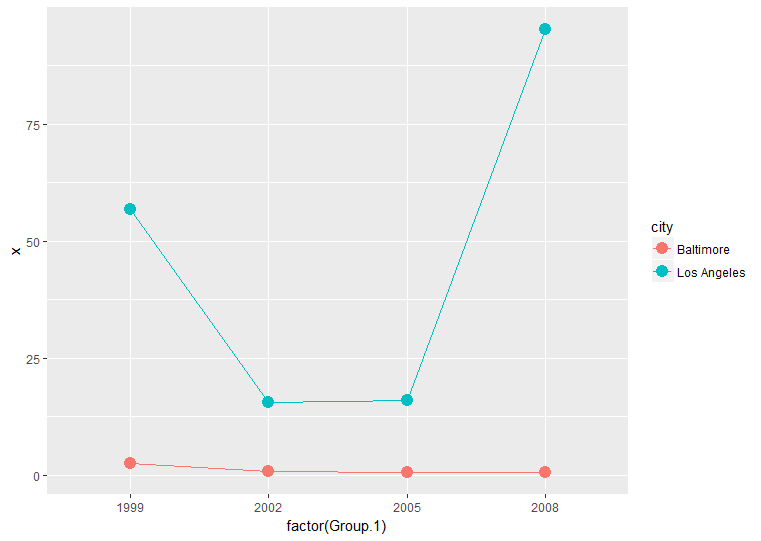 75
50
25
0
x
1999 2002 2005 2008
factor(Group.1)
city
Baltimore
Los Angeles